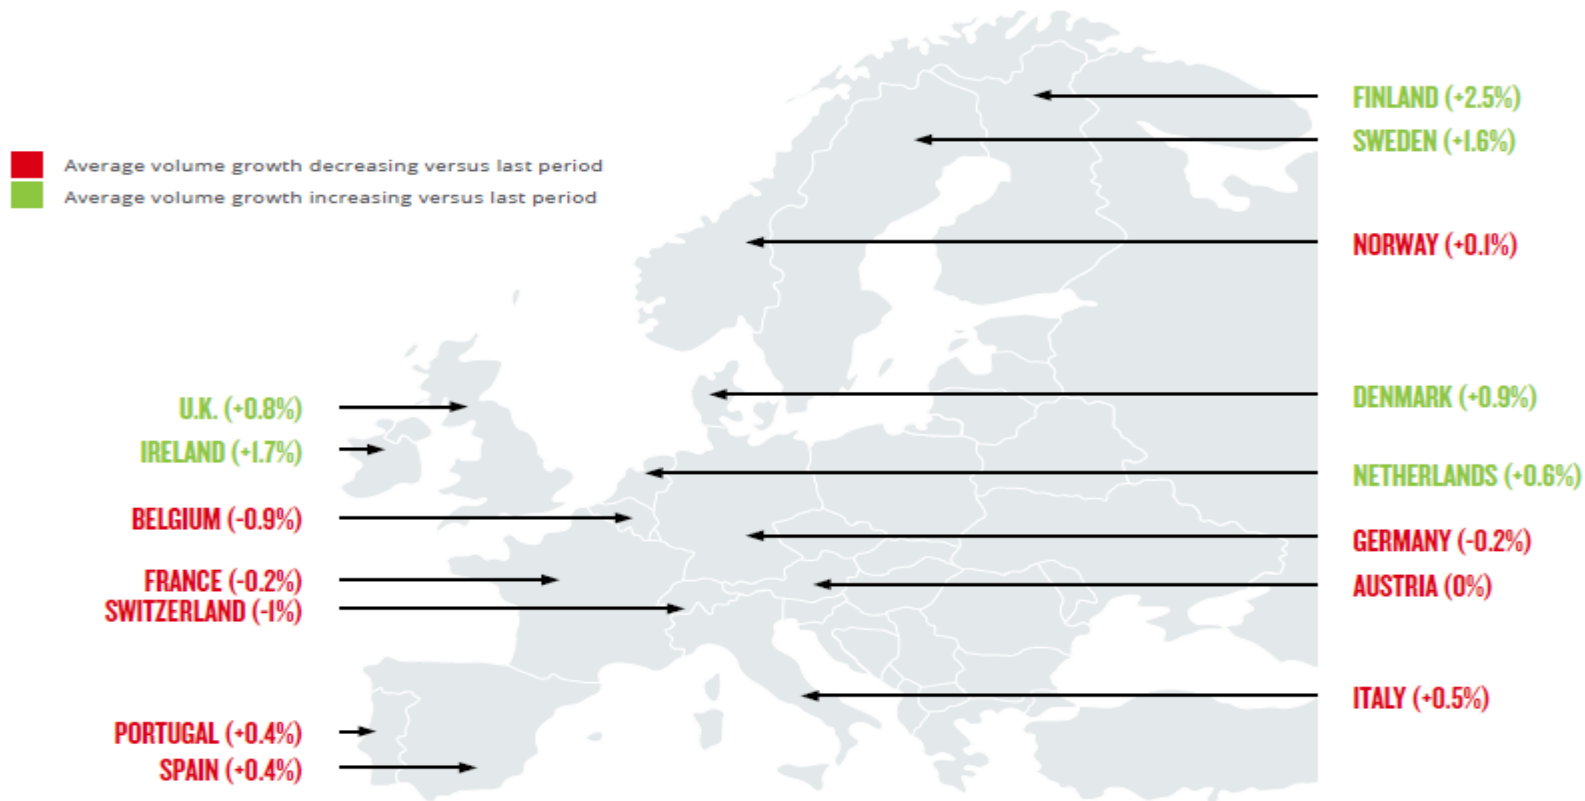 Average volume growth decreasing versus last period
Average volume growth increasing versus last period
U.K. (+0.8%)
IRELAND (+1.7%)
BELGIUM (-0.9%)
FRANCE (-0.2%)
SWITZERLAND (-1%)
PORTUGAL (+0.4%)
SPAIN (+0.4%)
FINLAND (+2.5%)
SWEDEN (+1.6%)
NORWAY (+0.1%)
DENMARK (+0.9%)
NETHERLANDS (+0.6%)
GERMANY (-0.2%)
AUSTRIA (0%)
ITALY (+0.5%)